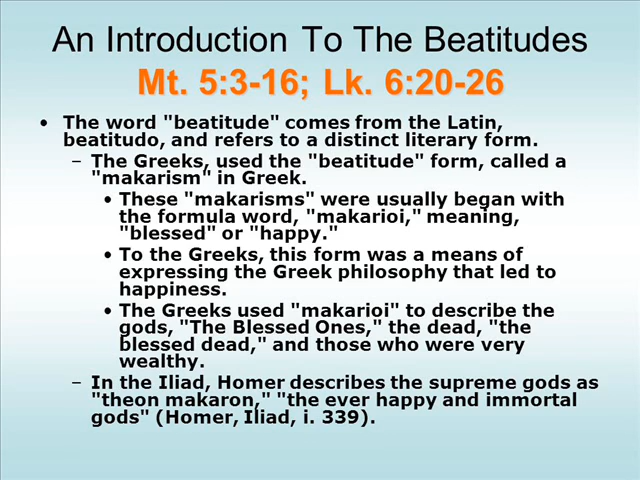 An Introduction To The Beatitudes
Mt. 5:3-16; Lk. 6:20-26
• The word "beatitude" comes from the Latin,
beatitudo, and refers to a distinct literary form.
– The Greeks, used the "beatitude" form, called a
"makarism" in Greek.
• These "makarisms" were usually began with
the formula word, "makarioi," meaning,
"blessed" or "happy."
• To the Greeks, this form was a means of
expressing the Greek philosophy that led to
happiness.
• The Greeks used "makarioi" to describe the
gods, "The Blessed Ones," the dead, "the
blessed dead," and those who were very
wealthy.
– In the Iliad, Homer describes the supreme gods as
"theon makaron," "the ever happy and immortal
gods" (Homer, Iliad, i. 339).